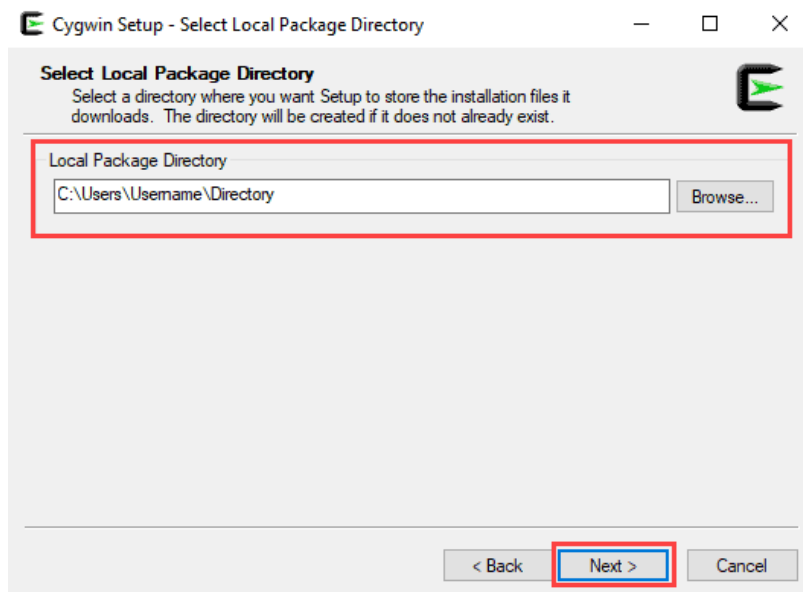 Cygwin Setup - Select Local Package Directory
Select Local Package Directory
Select a directory where you want Setup to store the installation files it
downloads. The directory will be created if it does not already exist.
Local Package Directory
C:\Users\Username\Directory
Browse...
< Back
Next >
Cancel